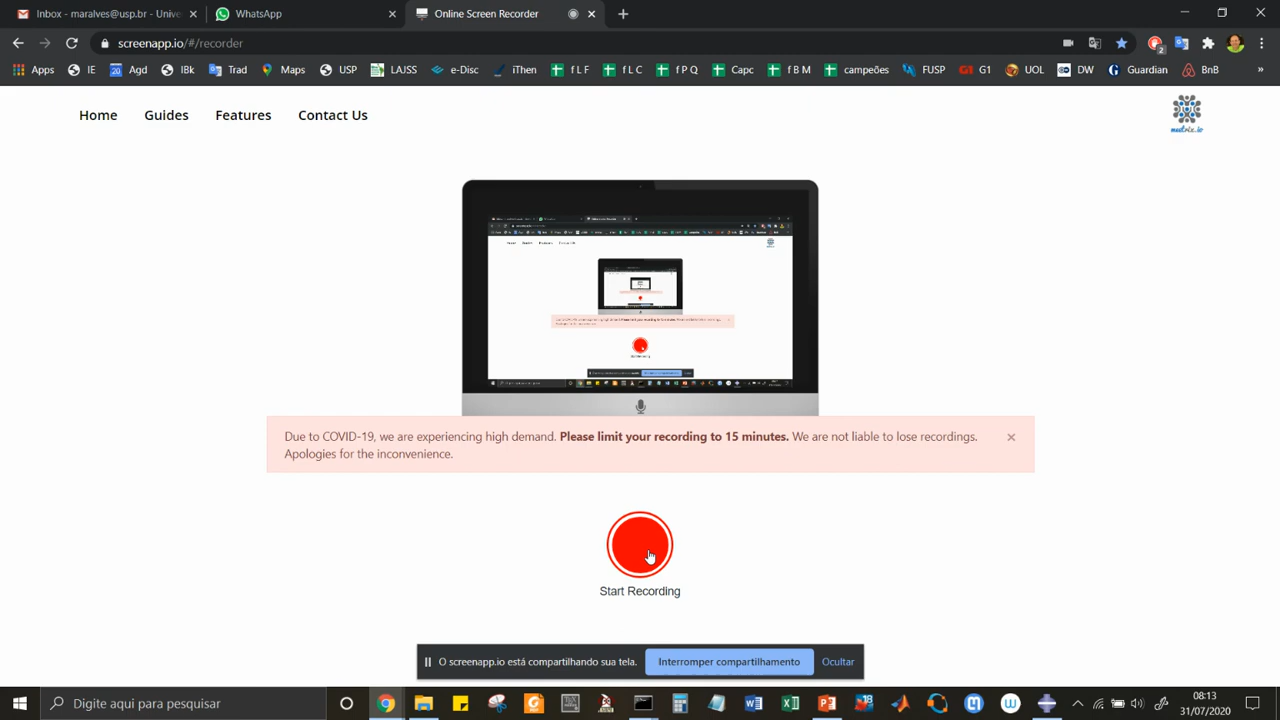 Inbox - maralves@usp.br - Unive
WhatsApp
Online Screen Recorder
screenapp.io/#/recorder
Apps
IE
20 Agd
IBk
Trad
Maps
USP
LAISS
e-Disc
iThen
f L F
f L C
f P Q
Capc
f B M
campeões
FUSP
G1
UOL
DW
Guardian
BnB
»
Home
Guides
Features
Contact Us
meetrix.io
Due to COVID-19, we are experiencing high demand. Please limit your recording to 15 minutes. We are not liable to lose recordings.
Apologies for the inconvenience.
Start Recording
O screenapp.io está compartilhando sua tela.
Interromper compartilhamento
Ocultar
Digite aqui para pesquisar
08:13
31/07/2020